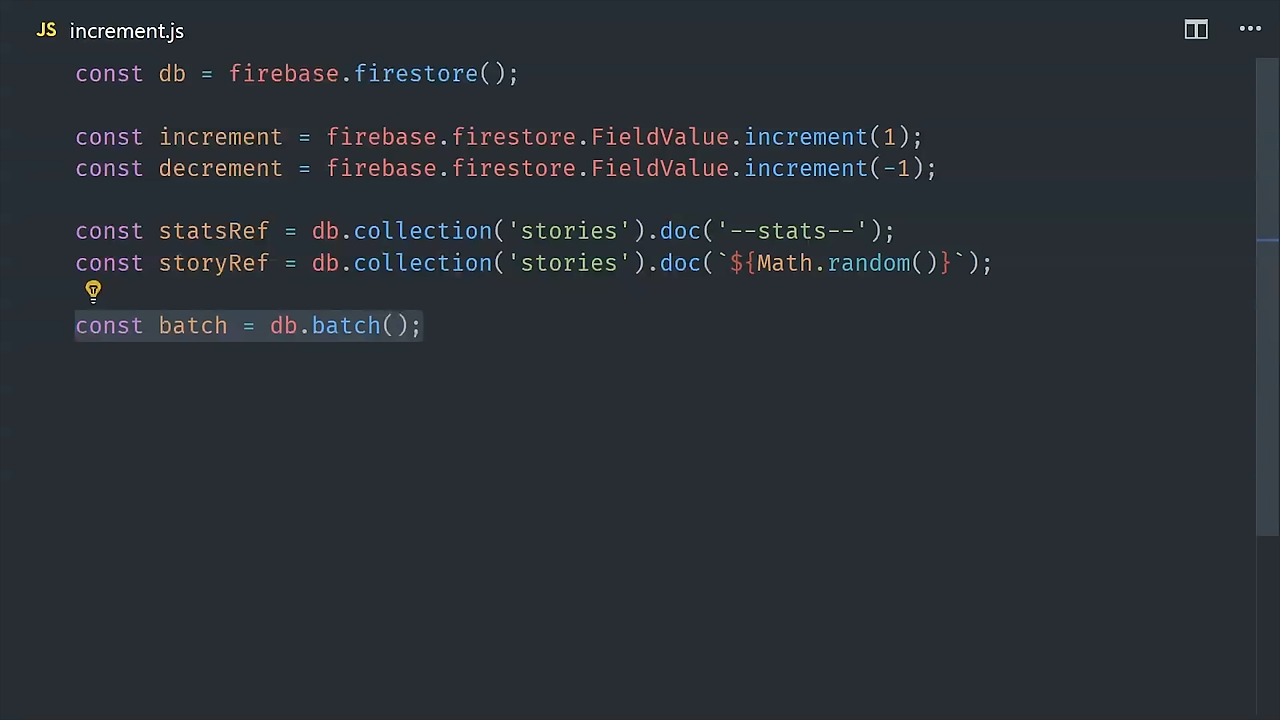 JS increment.js
const db = firebase.firestore();
const increment = firebase.firestore.FieldValue.increment(1);
const decrement = firebase.firestore.FieldValue.increment(-1);
const statsRef = db.collection('stories').doc('--stats--');
const storyRef = db.collection('stories').doc(`${Math.random()}`);
const batch = db.batch();